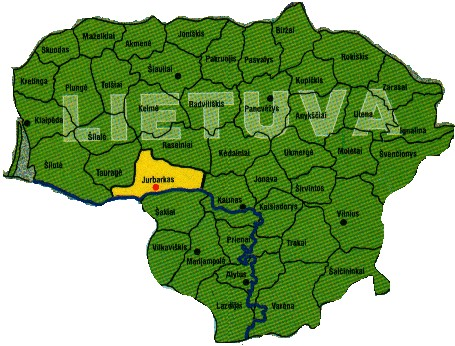 Biržai
Joniškis
Mažeikiai
Akmenė
Skuodas
Pakruojis
Pasvalys
Rokiškis
Šiauliai
Kretinga
Plungė
Telšiai
Kupiškis
Zarasai
LIETUVA
Kelmė
Radviliškis
Panevėžys
Anykščiai
Utena
Klaipėda
Šilalė
Ignalina
Raseiniai
Kėdainiai
Ukmergė
Molėtai
Švenčionys
Šilutė
Tauragė
Jurbarkas
Jonava
Širvintos
Kaunas
Kaišiadorys
Šakiai
Vilnius
Vilkaviškis
Prienai
Trakai
Marijampolė
Alytus
Šalčininkai
Lazdijai
Varėna